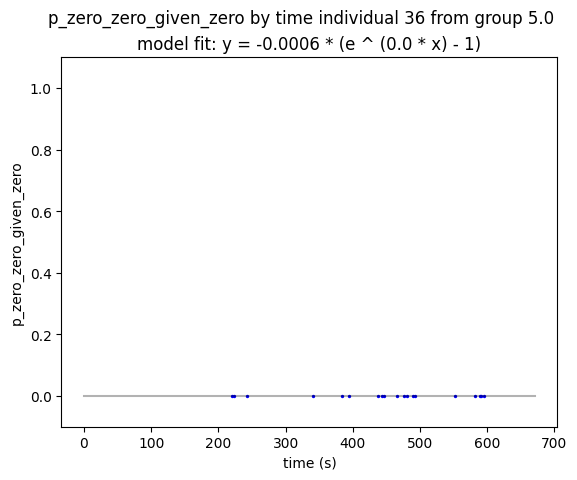 p_zero_zero_given_zero by time individual 36 from group 5.0
model fit: y = -0.0006 * (e ^ (0.0 * x) - 1)
1.0
0.8
0.6
0.4
0.2
0.0
p_zero_zero_given_zero
0 100 200 300 400 500 600 700
time (s)